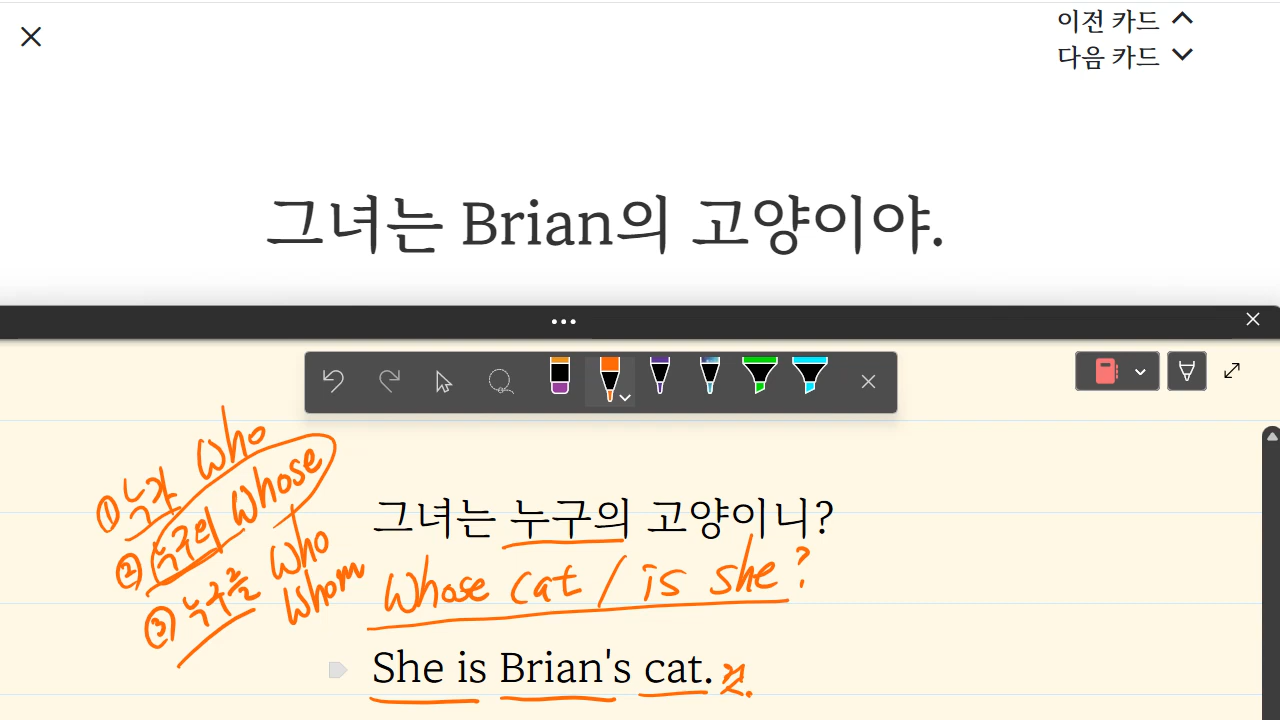 이전 카드
다음 카드
그녀는 Brian의 고양이야.
① 누가 who
② 누구의 whose
③ 누구를 who
whom
그녀는 누구의 고양이니?
Whose cat / is she?
She is Brian's cat.